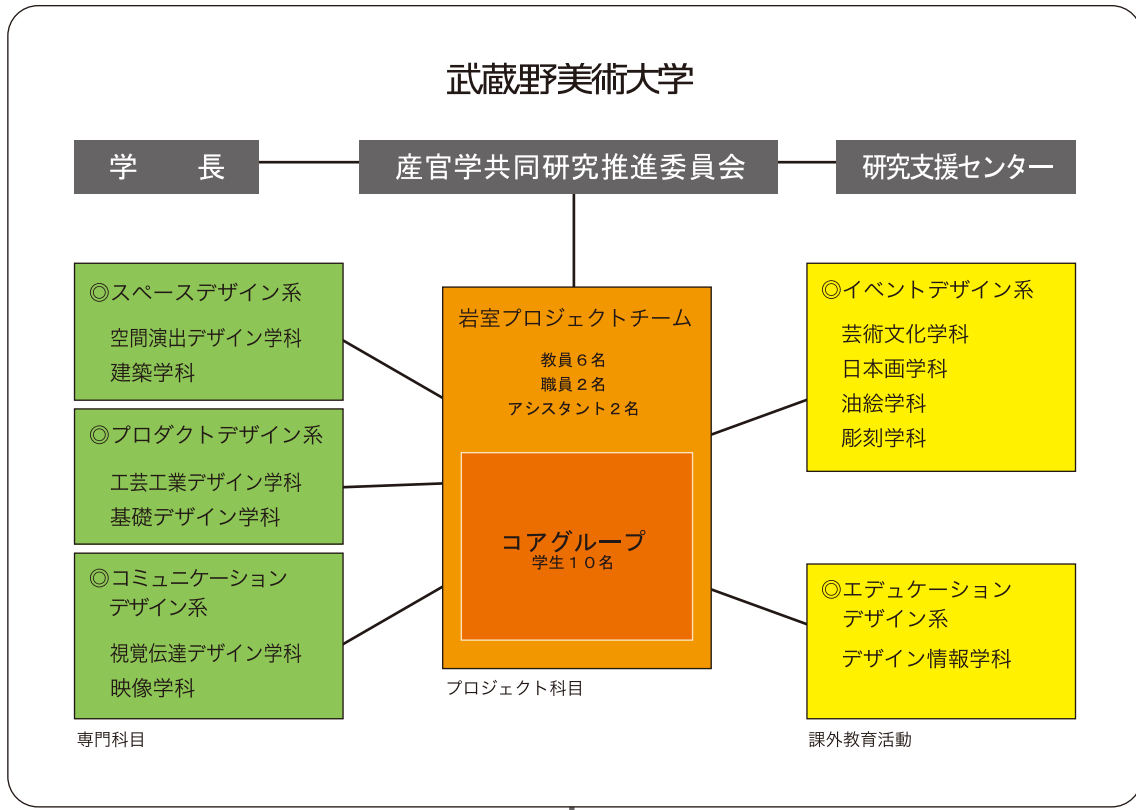 武蔵野美術大学
学　　長
産官学共同研究推進委員会
研究支援センター
◎スペースデザイン系
空間演出デザイン学科
建築学科
◎プロダクトデザイン系
工芸工業デザイン学科
基礎デザイン学科
◎コミュニケーション
デザイン系
視覚伝達デザイン学科
映像学科
専門科目
岩室プロジェクトチーム
教員６名
職員２名
アシスタント２名
コアグループ
学生１０名
プロジェクト科目
◎イベントデザイン系
芸術文化学科
日本画学科
油絵学科
彫刻学科
◎エデュケーション
デザイン系
デザイン情報学科
課外教育活動